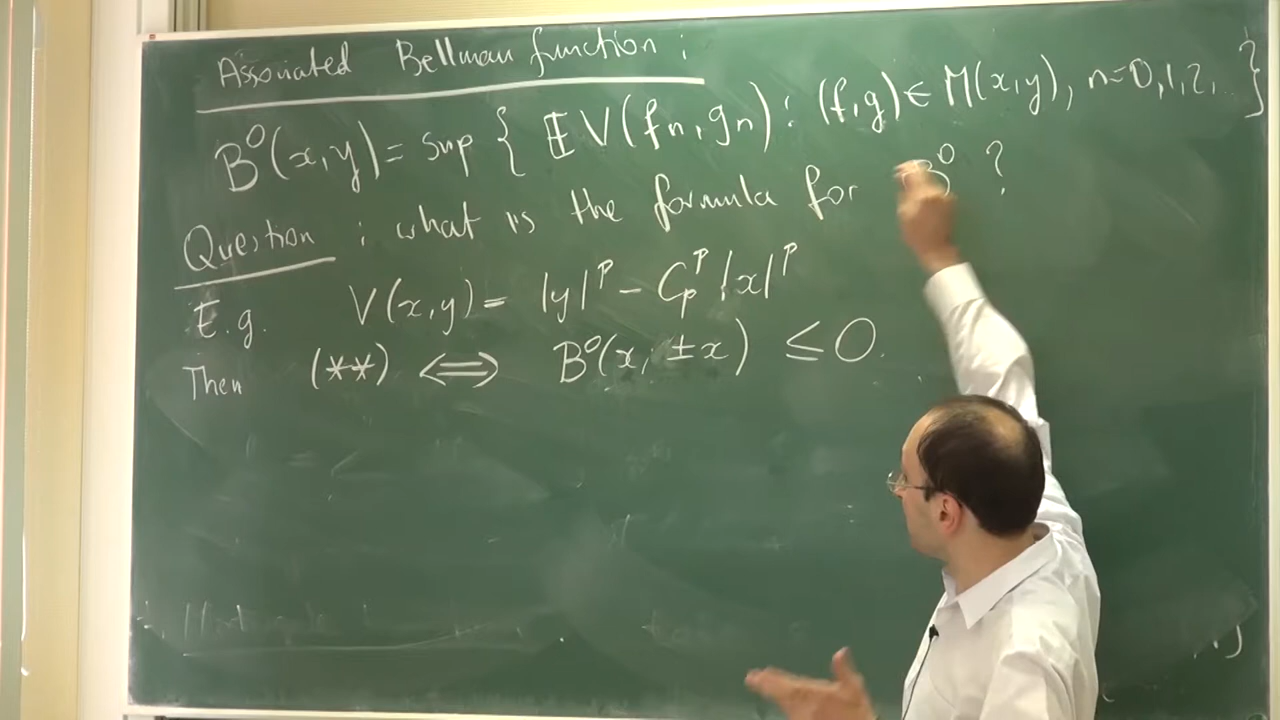 Associated Bellman function :
B⁰(x,y) = sup { 𝔼 V(fₙ, gₙ) : (f,g) ∈ M(x,y), n=0,1,2,... }
Question : what is the formula for B⁰ ?
E.g. V(x,y) = |y|ᵖ - Cₚᵖ |x|ᵖ
Then (**) ⟺ B⁰(x, ±x) ≤ 0.